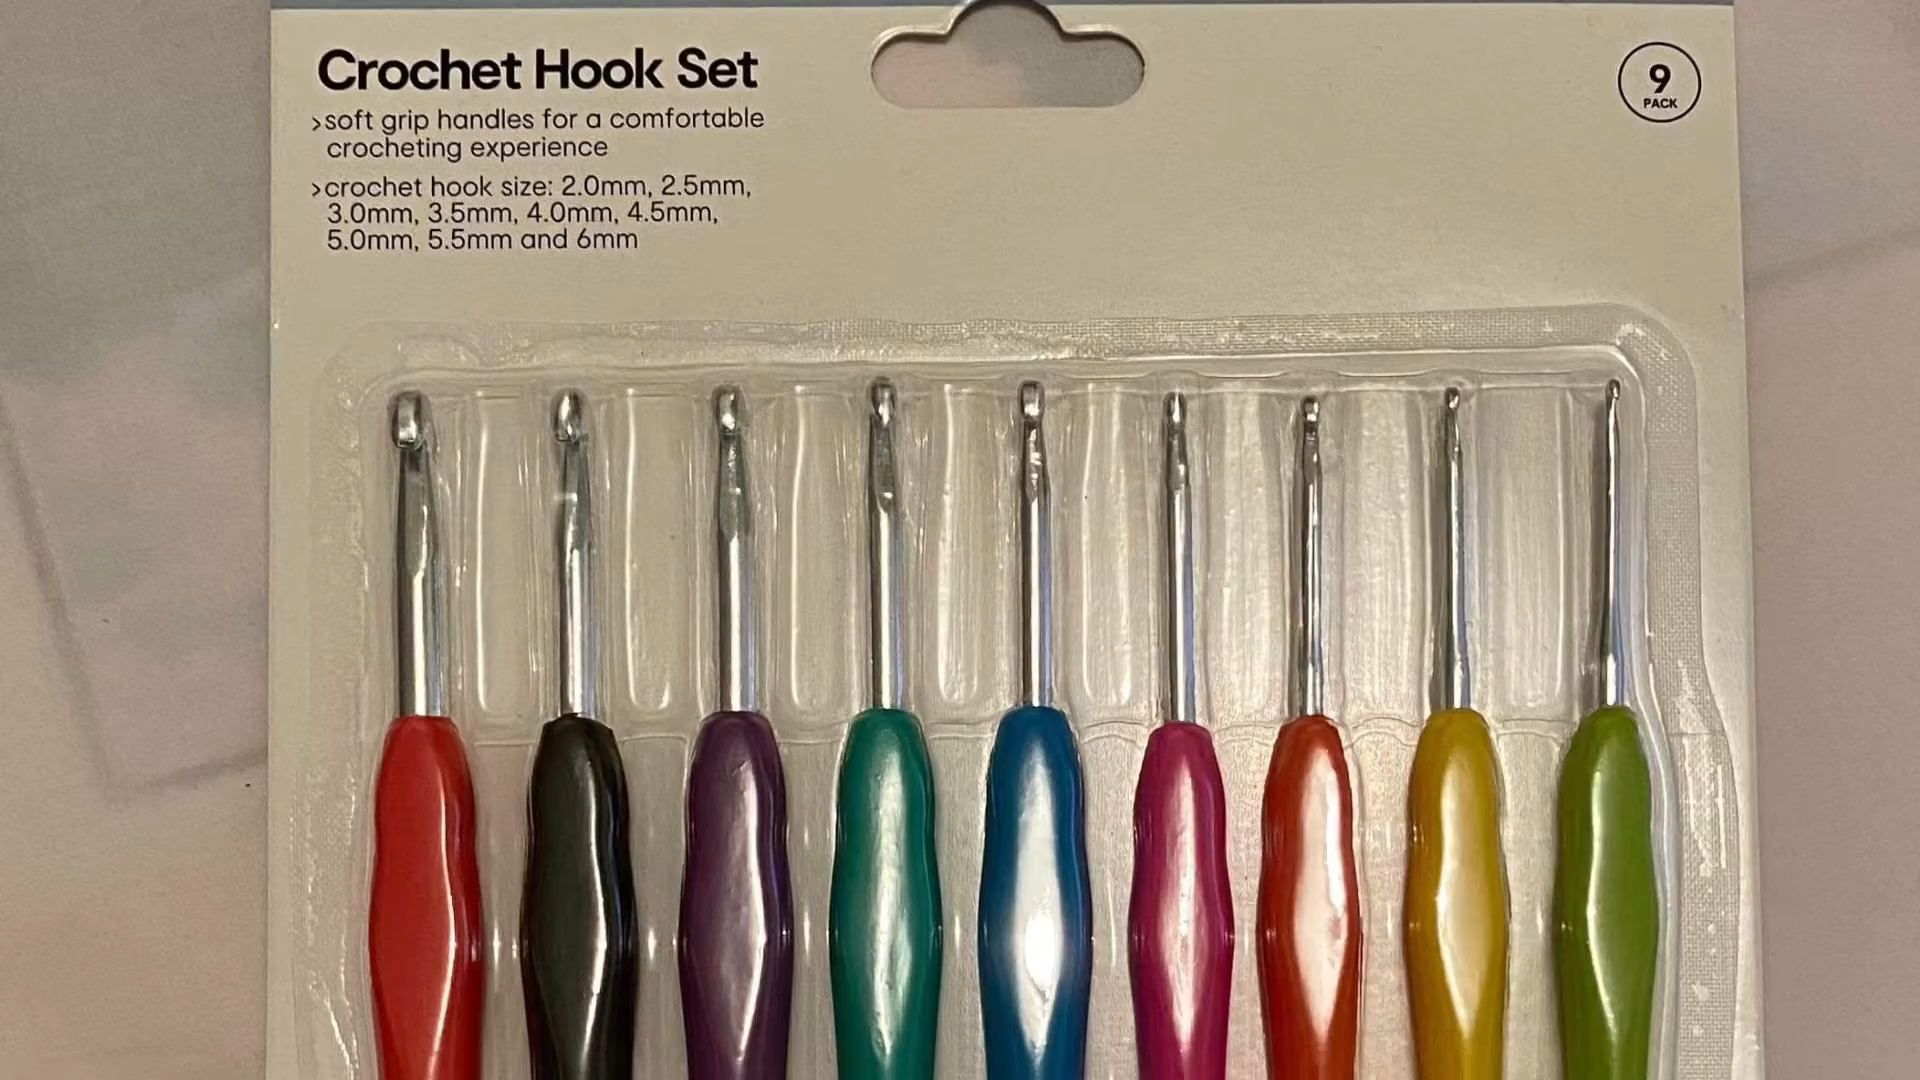 Crochet Hook Set
›soft grip handles for a comfortable
crocheting experience
›crochet hook size: 2.0mm, 2.5mm,
3.0mm, 3.5mm, 4.0mm, 4.5mm,
5.0mm, 5.5mm and 6mm
9
PACK